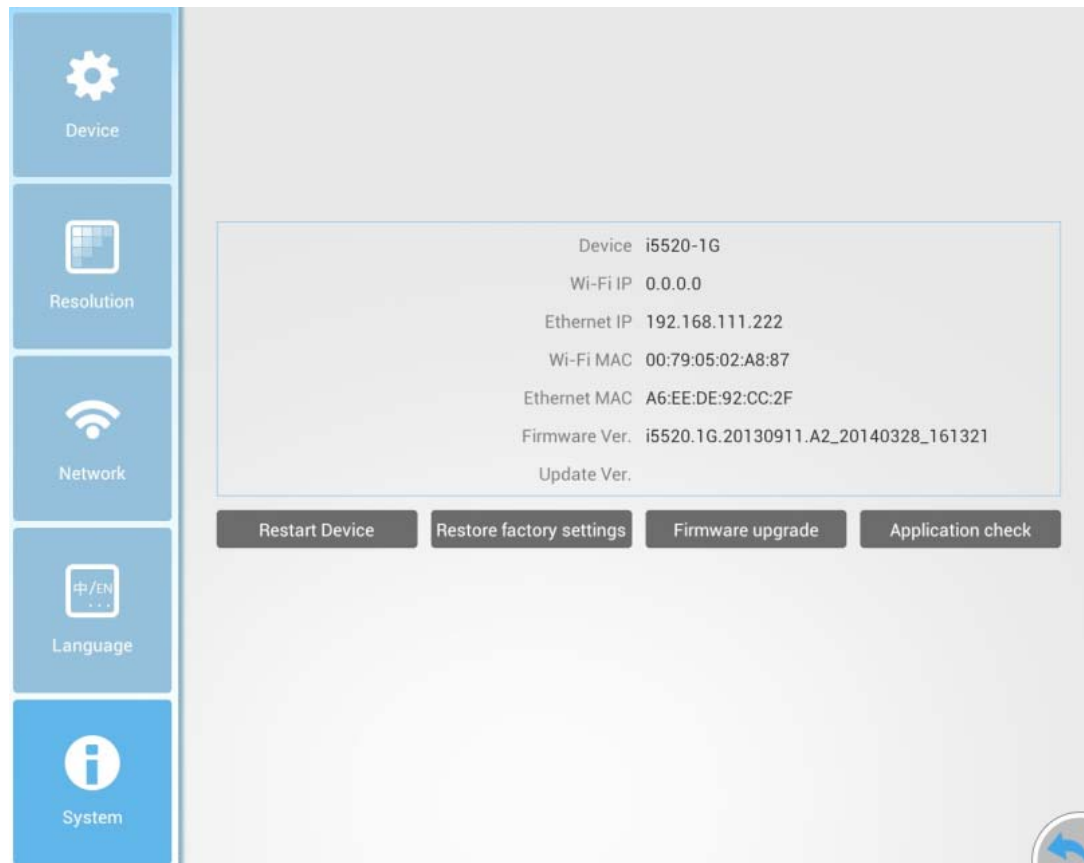 Device
Resolution
Network
中/EN
...
Language
System
Device i5520-1G
Wi-Fi IP 0.0.0.0
Ethernet IP 192.168.111.222
Wi-Fi MAC 00:79:05:02:A8:87
Ethernet MAC A6:EE:DE:92:CC:2F
Firmware Ver. i5520.1G.20130911.A2_20140328_161321
Update Ver.
Restart Device Restore factory settings Firmware upgrade Application check